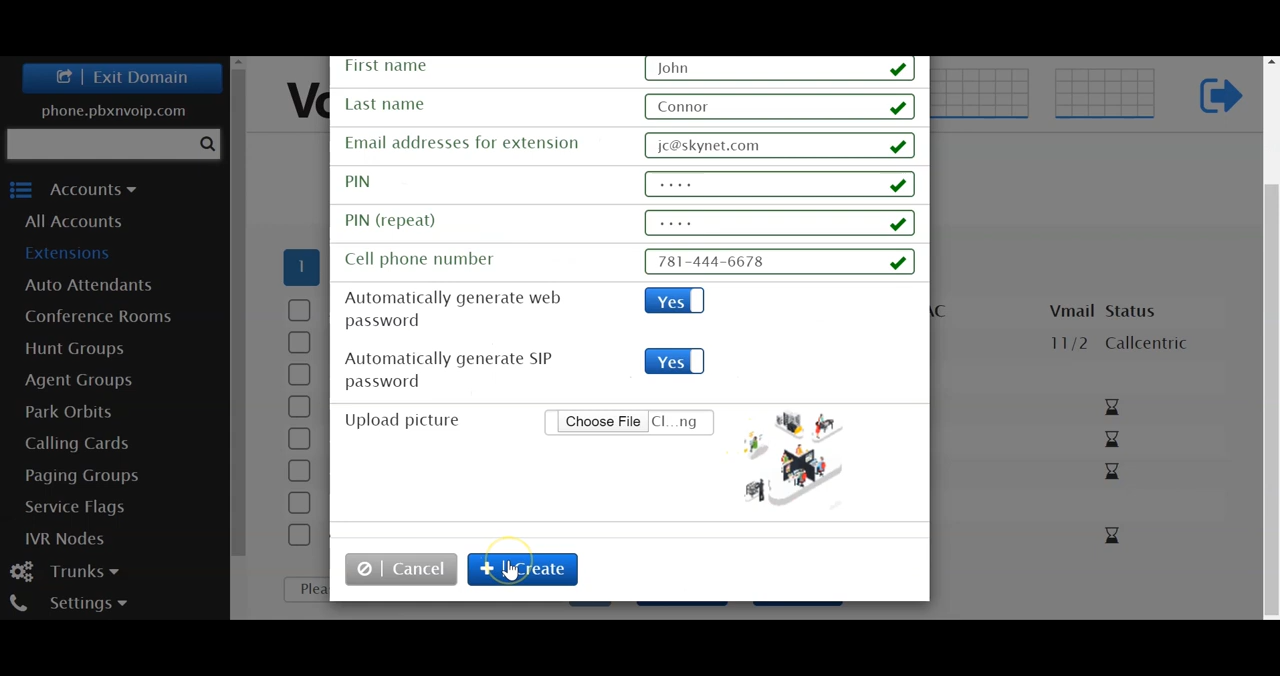 Exit Domain
phone.pbxnvoip.com
Accounts
All Accounts
Extensions
Auto Attendants
Conference Rooms
Hunt Groups
Agent Groups
Park Orbits
Calling Cards
Paging Groups
Service Flags
IVR Nodes
Trunks
Settings
Vo
1
First name
John
Last name
Connor
Email addresses for extension
jc@skynet.com
PIN
····
PIN (repeat)
····
Cell phone number
781-444-6678
Automatically generate web
password
Yes
Automatically generate SIP
password
Yes
Upload picture
Choose File Cl...ng
Cancel
Create
AC Vmail Status
11/2 Callcentric
Plea